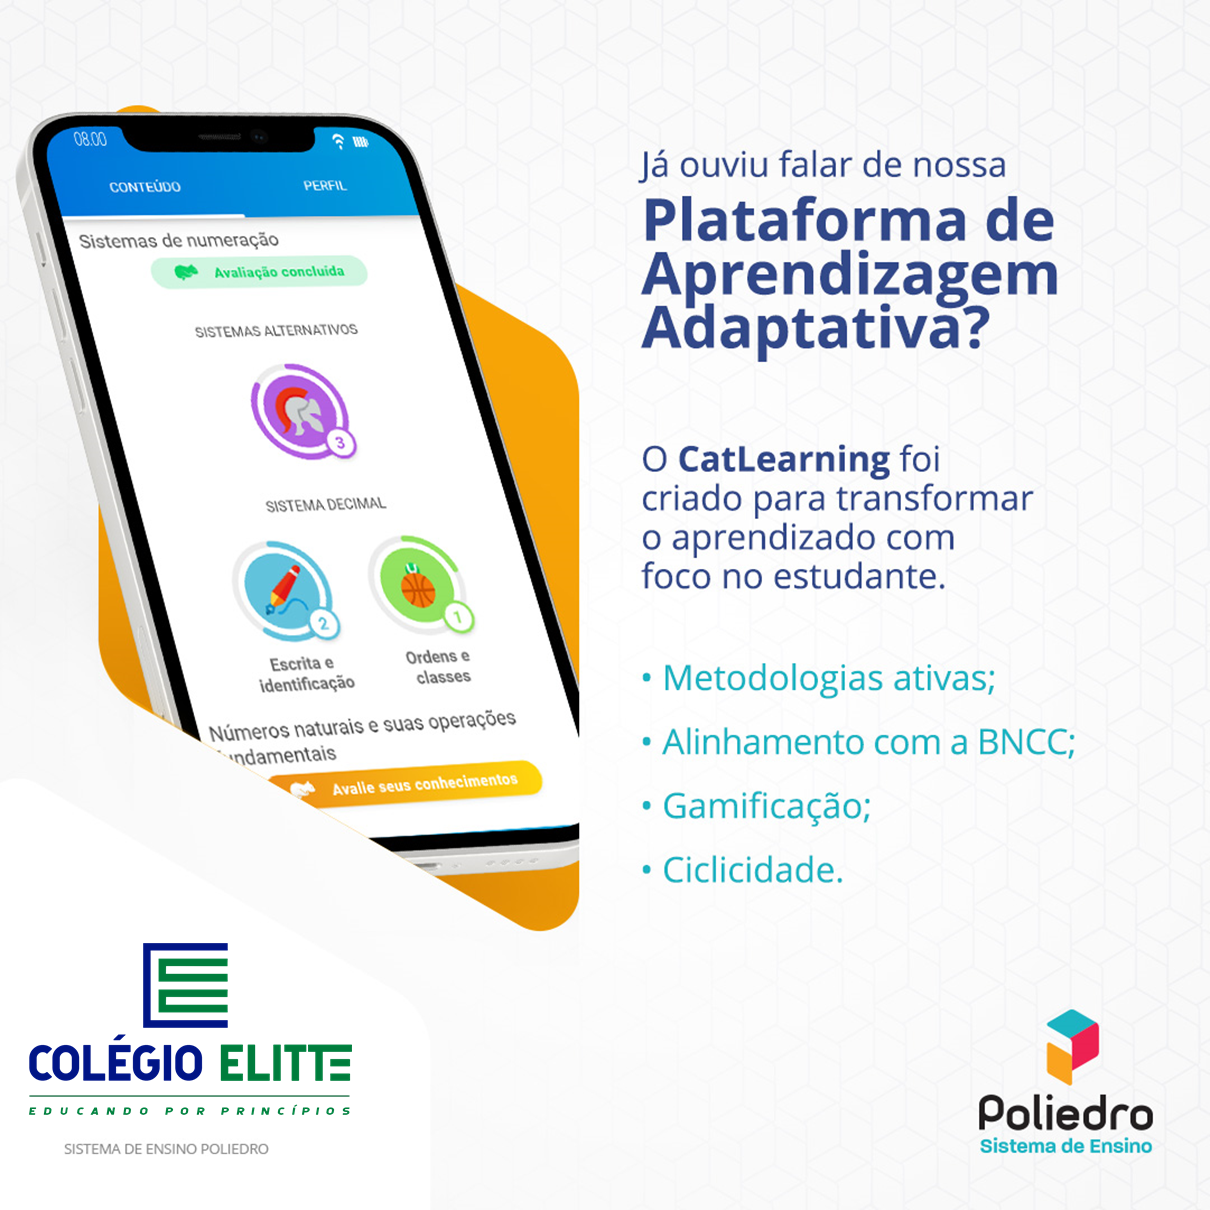 08:00
CONTEÚDO
PERFIL
Sistemas de numeração
Avaliação concluída
SISTEMAS ALTERNATIVOS
3
SISTEMA DECIMAL
2
1
Escrita e
identificação
Ordens e
classes
Números naturais e suas operações
fundamentais
Avalie seus conhecimentos
Já ouviu falar de nossa
Plataforma de
Aprendizagem
Adaptativa?
O CatLearning foi
criado para transformar
o aprendizado com
foco no estudante.
• Metodologias ativas;
• Alinhamento com a BNCC;
• Gamificação;
• Ciclicidade.
COLÉGIO ELITTE
EDUCANDO POR PRINCÍPIOS
SISTEMA DE ENSINO POLIEDRO
Poliedro
Sistema de Ensino